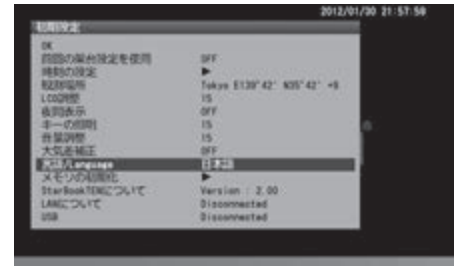 2012/01/30 21:57:58
初期設定
OK
前回の架台設定を使用 OFF
時刻の設定 ▶
観測場所 Tokyo E139°42' N35°42' +9
LCD調整 15
夜間表示 OFF
キーの照明 15
音量調整 15
大気差補正 OFF
言語/Language 日本語
メモリの初期化 ▶
StarBookTENについて Version : 2.00
LANについて Disconnected
USB Disconnected